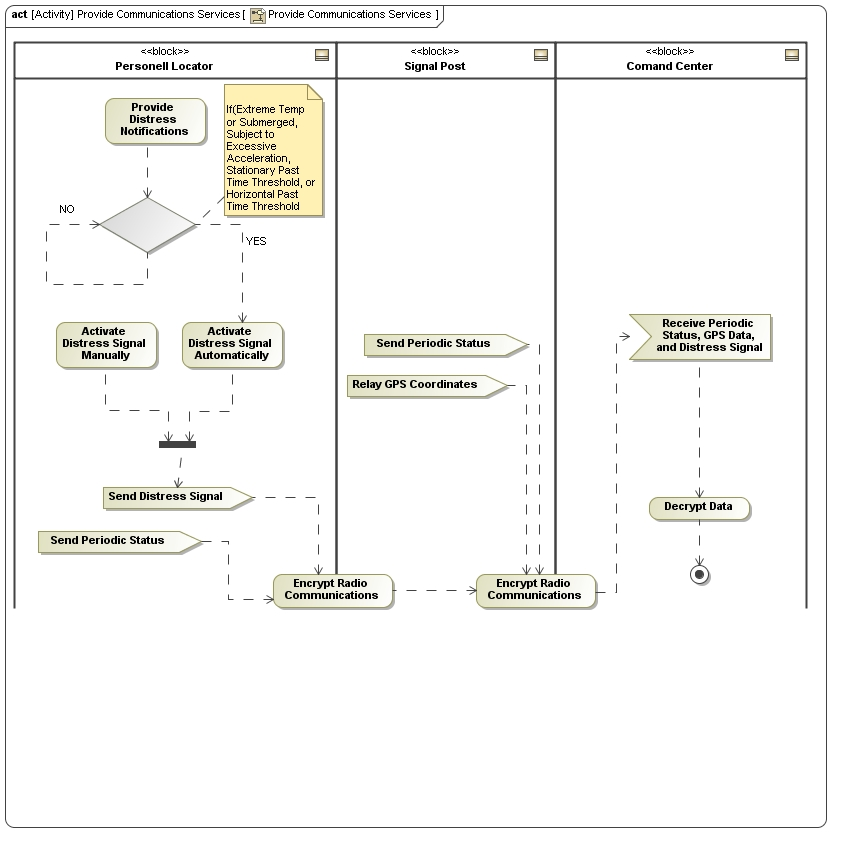 act [Activity] Provide Communications Services [ Provide Communications Services ]
<<block>>
Personell Locator
<<block>>
Signal Post
<<block>>
Comand Center
Provide
Distress
Notifications
If(Extreme Temp
or Submerged,
Subject to
Excessive
Acceleration,
Stationary Past
Time Threshold, or
Horizontal Past
Time Threshold
NO
YES
Activate
Distress Signal
Manually
Activate
Distress Signal
Automatically
Send Distress Signal
Send Periodic Status
Encrypt Radio
Communications
Send Periodic Status
Relay GPS Coordinates
Encrypt Radio
Communications
Receive Periodic
Status, GPS Data,
and Distress Signal
Decrypt Data